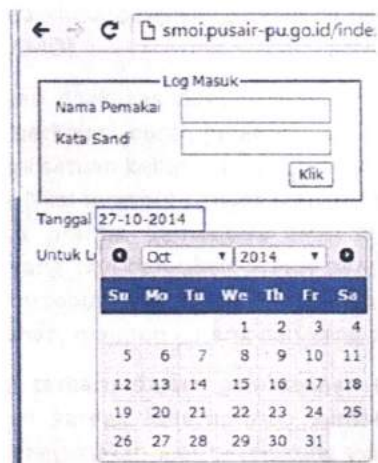 smoi.pusair-pu.go.id/inde
Log Masuk
Nama Pemakai
Kata Sandi
Klik
Tanggal 27-10-2014
Untuk L
Oct 2014
Su Mo Tu We Th Fr Sa
1 2 3 4
5 6 7 8 9 10 11
12 13 14 15 16 17 18
19 20 21 22 23 24 25
26 27 28 29 30 31